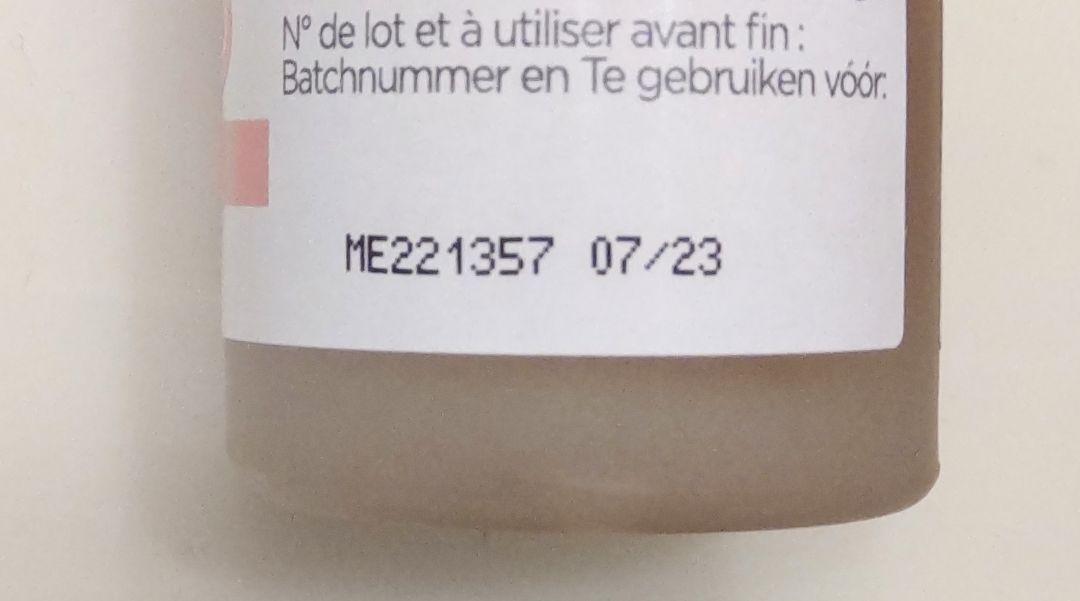 N° de lot et à utiliser avant fin :
Batchnummer en Te gebruiken vóór:
ME221357 07/23